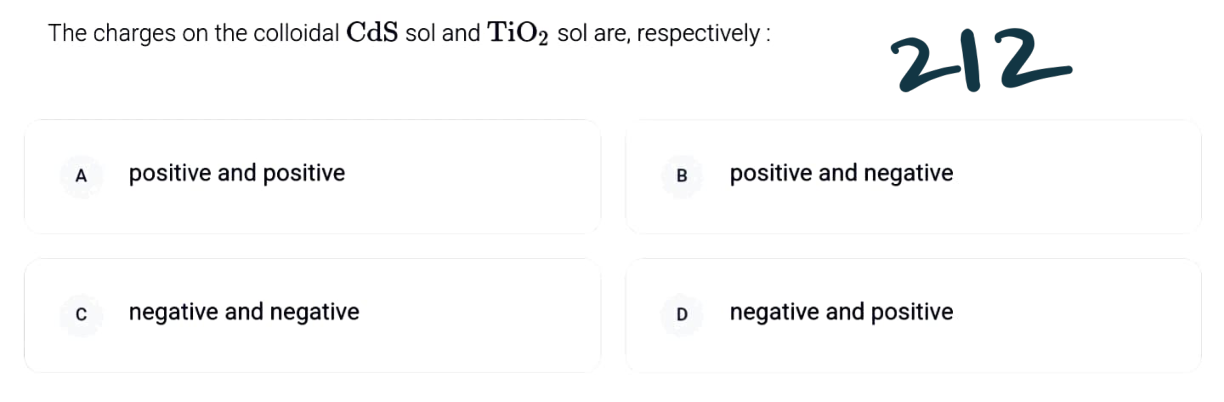 The charges on the colloidal CdS sol and TiO₂ sol are, respectively :
212
A positive and positive
B positive and negative
C negative and negative
D negative and positive